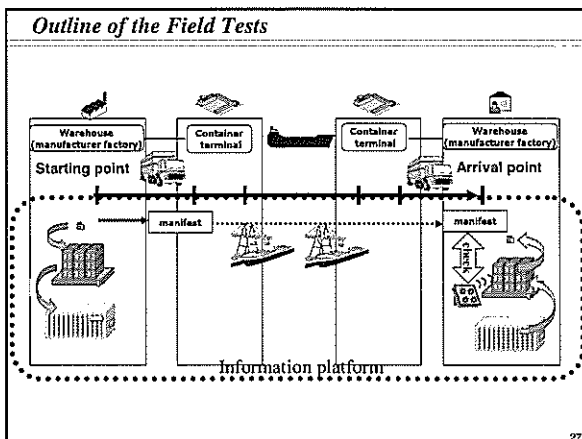 Outline of the Field Tests
Warehouse
(manufacturer factory)
Container
terminal
Container
terminal
Warehouse
(manufacturer factory)
Starting point
Arrival point
manifest
manifest
check
Information platform
27